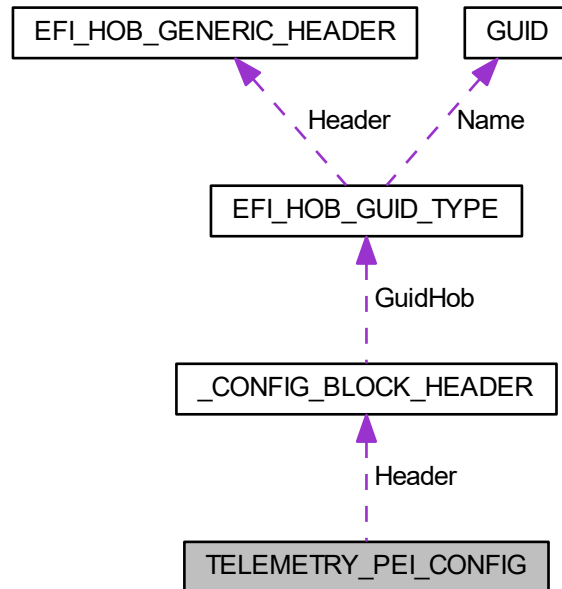 EFI_HOB_GENERIC_HEADER
GUID
Header
Name
EFI_HOB_GUID_TYPE
GuidHob
_CONFIG_BLOCK_HEADER
Header
TELEMETRY_PEI_CONFIG